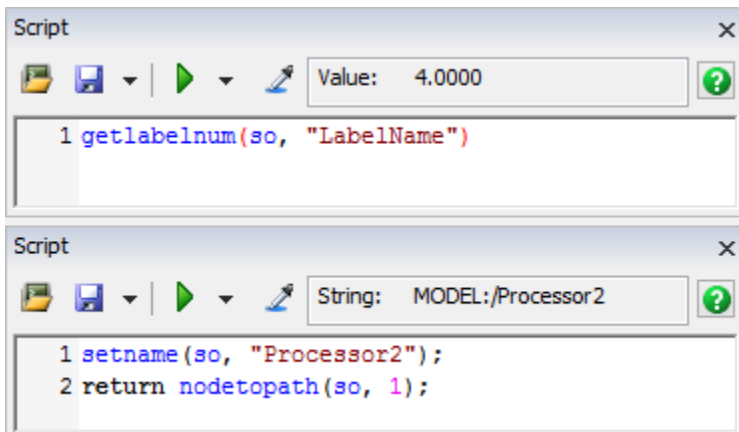 Script
Value: 4.0000
1 getlabelnum(so, "LabelName")
Script
String: MODEL:/Processor2
1 setname(so, "Processor2");
2 return nodetopath(so, 1);